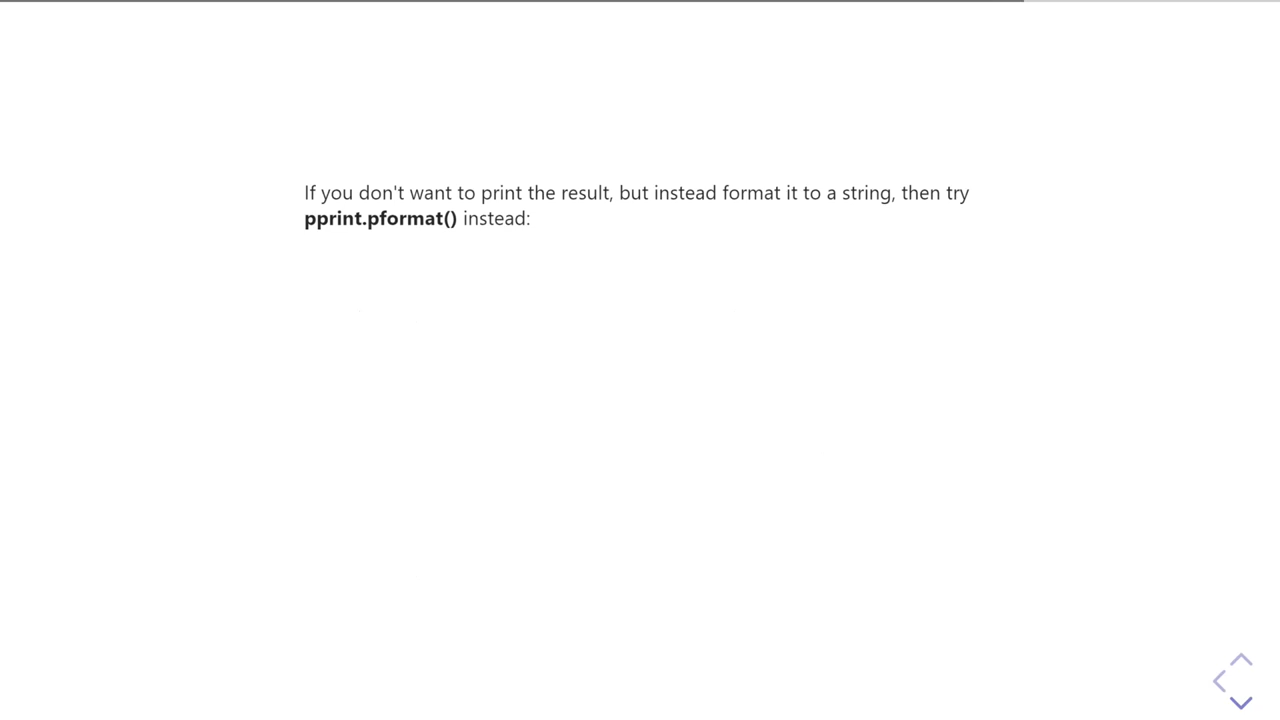 If you don't want to print the result, but instead format it to a string, then try
pprint.pformat() instead: